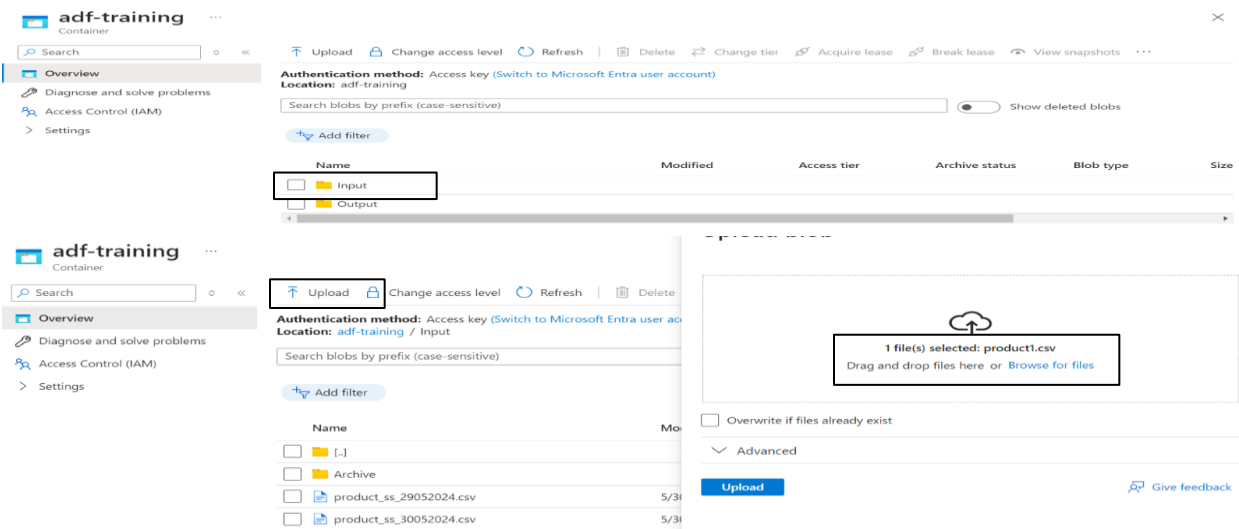 adf-training ...
Container
Search
Overview
Diagnose and solve problems
Access Control (IAM)
Settings
Upload Change access level Refresh Delete Change tier Acquire lease Break lease View snapshots ...
Authentication method: Access key (Switch to Microsoft Entra user account)
Location: adf-training
Search blobs by prefix (case-sensitive)
Show deleted blobs
Add filter
Name Modified Access tier Archive status Blob type Size
Input
Output
adf-training ...
Container
Search
Overview
Diagnose and solve problems
Access Control (IAM)
Settings
Upload Change access level Refresh Delete
Authentication method: Access key (Switch to Microsoft Entra user ac
Location: adf-training / Input
Search blobs by prefix (case-sensitive)
Add filter
Name Mo
[..]
Archive
product_ss_29052024.csv 5/30
product_ss_30052024.csv 5/3
1 file(s) selected: product1.csv
Drag and drop files here or Browse for files
Overwrite if files already exist
Advanced
Upload
Give feedback